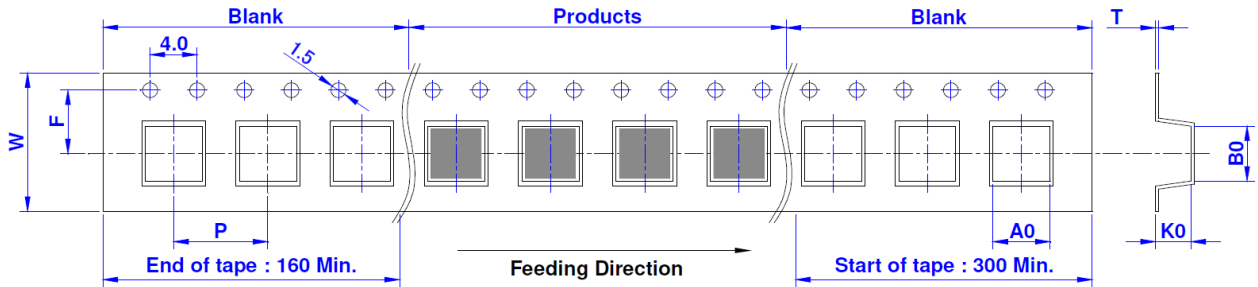 Blank
Products
Blank
T
4.0
1.5
F
W
B0
P
A0
K0
End of tape : 160 Min.
Feeding Direction
Start of tape : 300 Min.